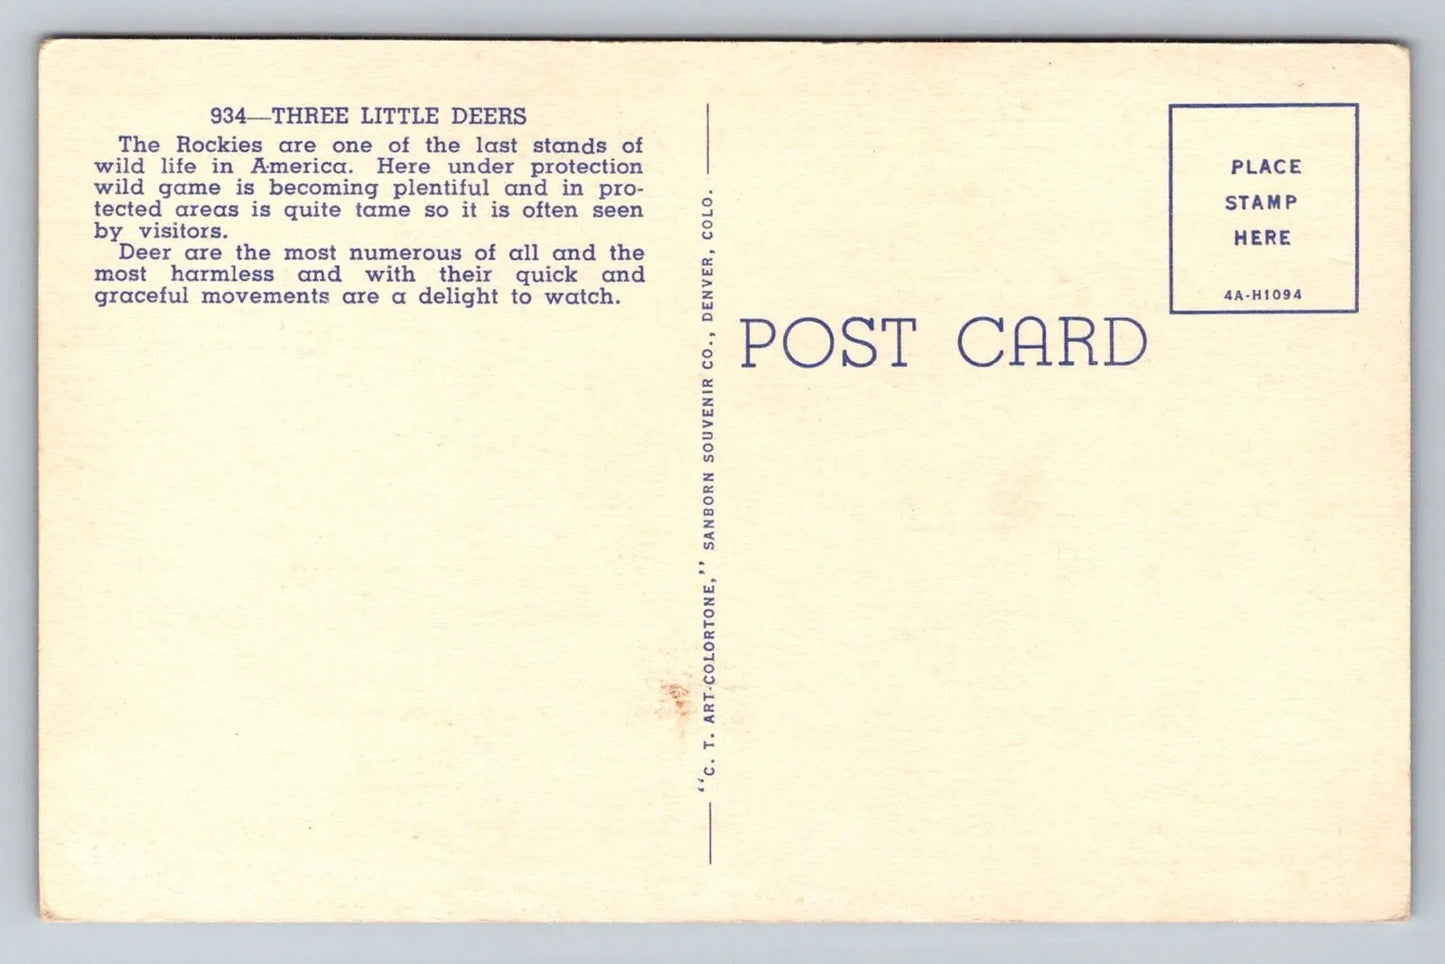 934—THREE LITTLE DEERS
The Rockies are one of the last stands of
wild life in America. Here under protection
wild game is becoming plentiful and in pro-
tected areas is quite tame so it is often seen
by visitors.
Deer are the most numerous of all and the
most harmless and with their quick and
graceful movements are a delight to watch.
"C. T. ART-COLORTONE," SANBORN SOUVENIR CO., DENVER, COLO.
POST CARD
PLACE
STAMP
HERE
4A-H1094